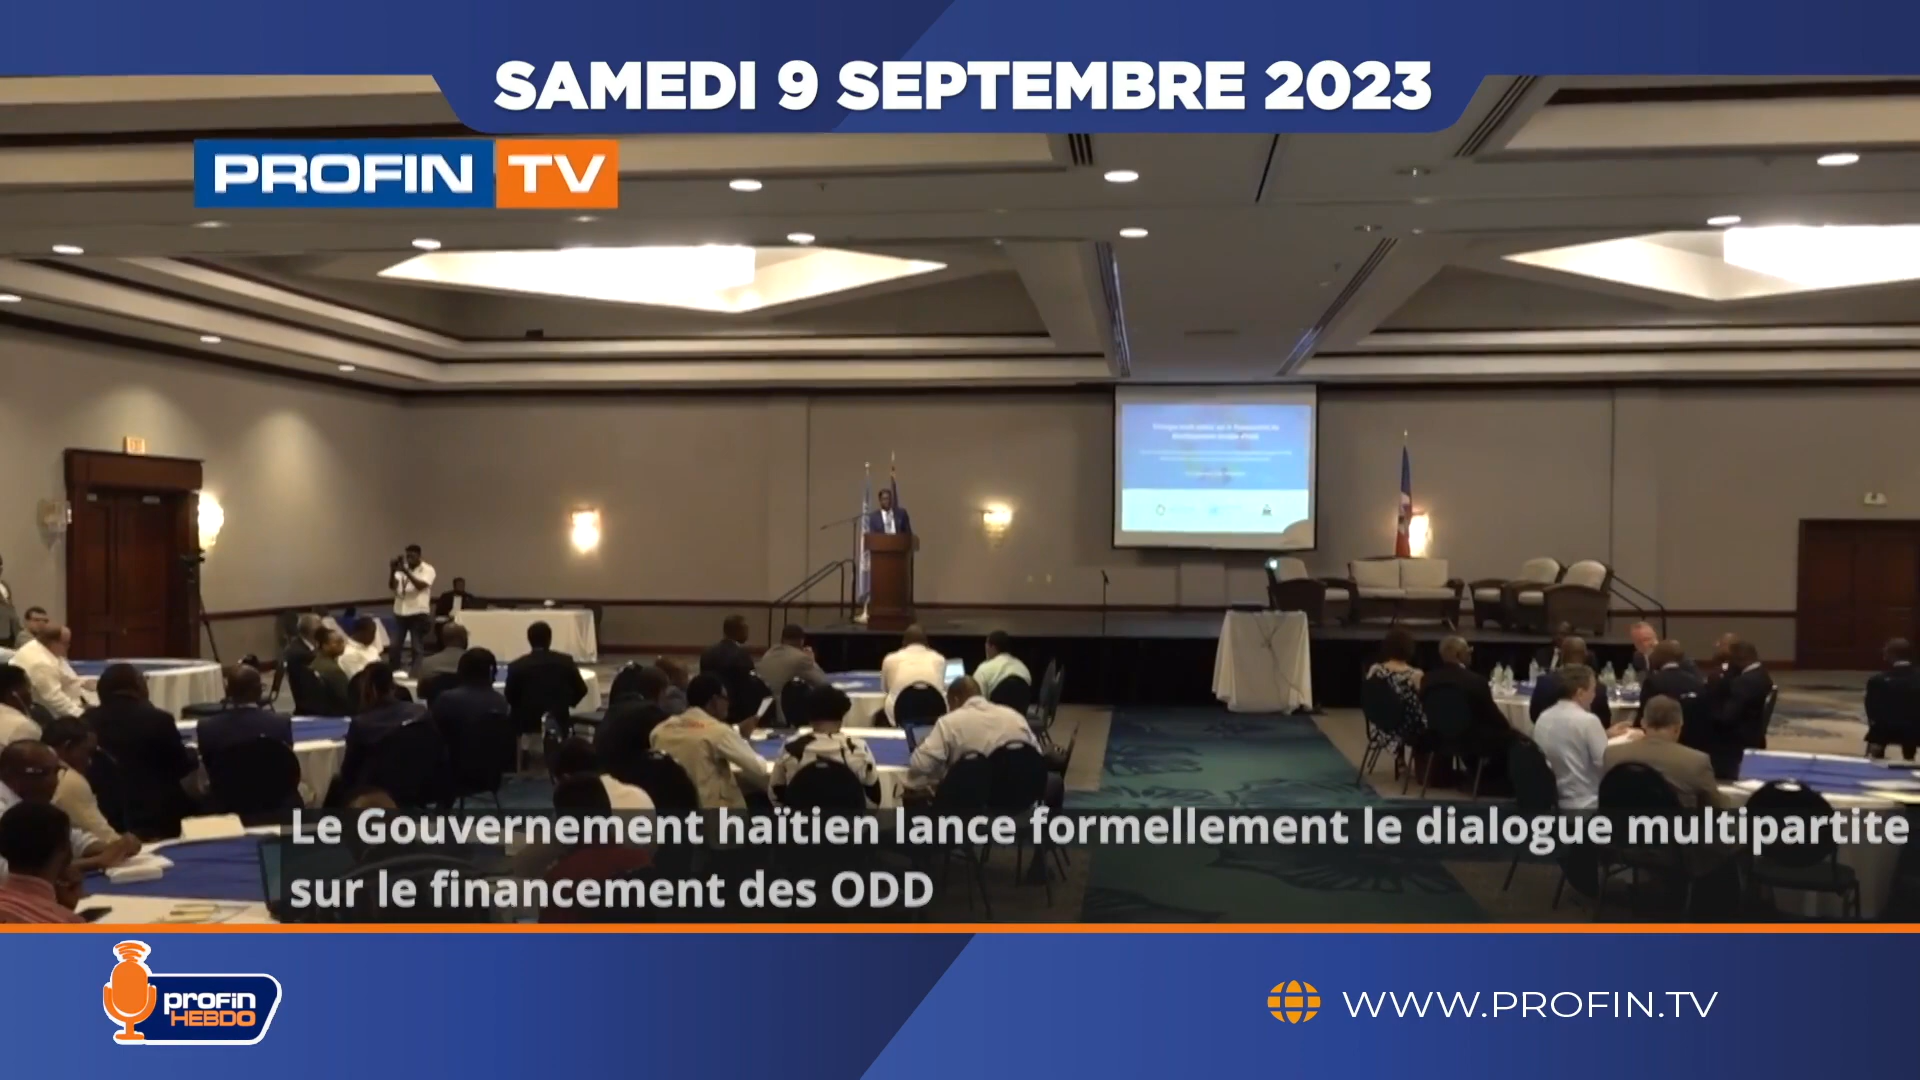 SAMEDI 9 SEPTEMBRE 2023
PROFIN TV
Le Gouvernement haïtien lance formellement le dialogue multipartite
sur le financement des ODD
PROFIN
HEBDO
WWW.PROFIN.TV